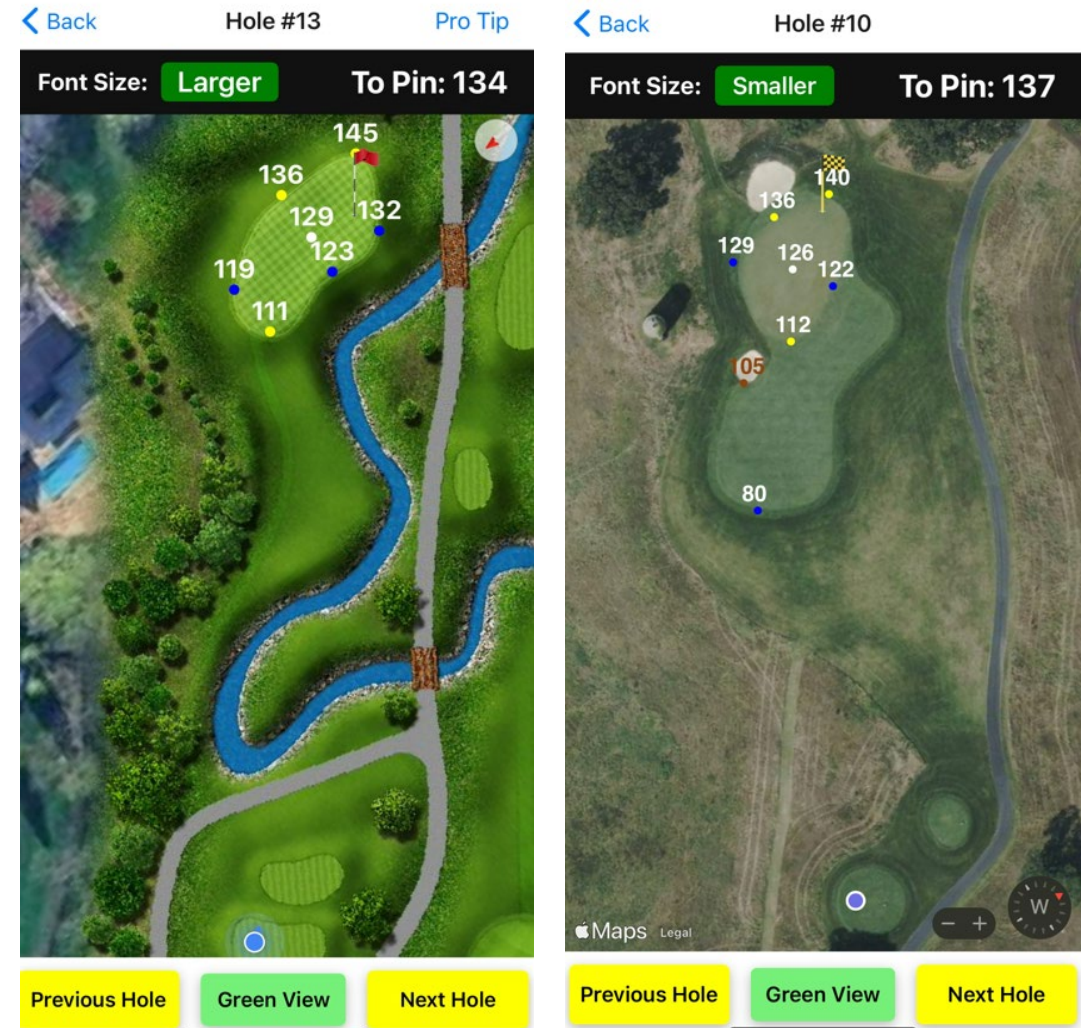 Back
Hole #13
Pro Tip
Font Size:
Larger
To Pin: 134
145
136
132
129
123
119
111
Previous Hole
Green View
Next Hole
Back
Hole #10
Font Size:
Smaller
To Pin: 137
140
136
129
126
122
112
105
80
W
Maps
Legal
Previous Hole
Green View
Next Hole